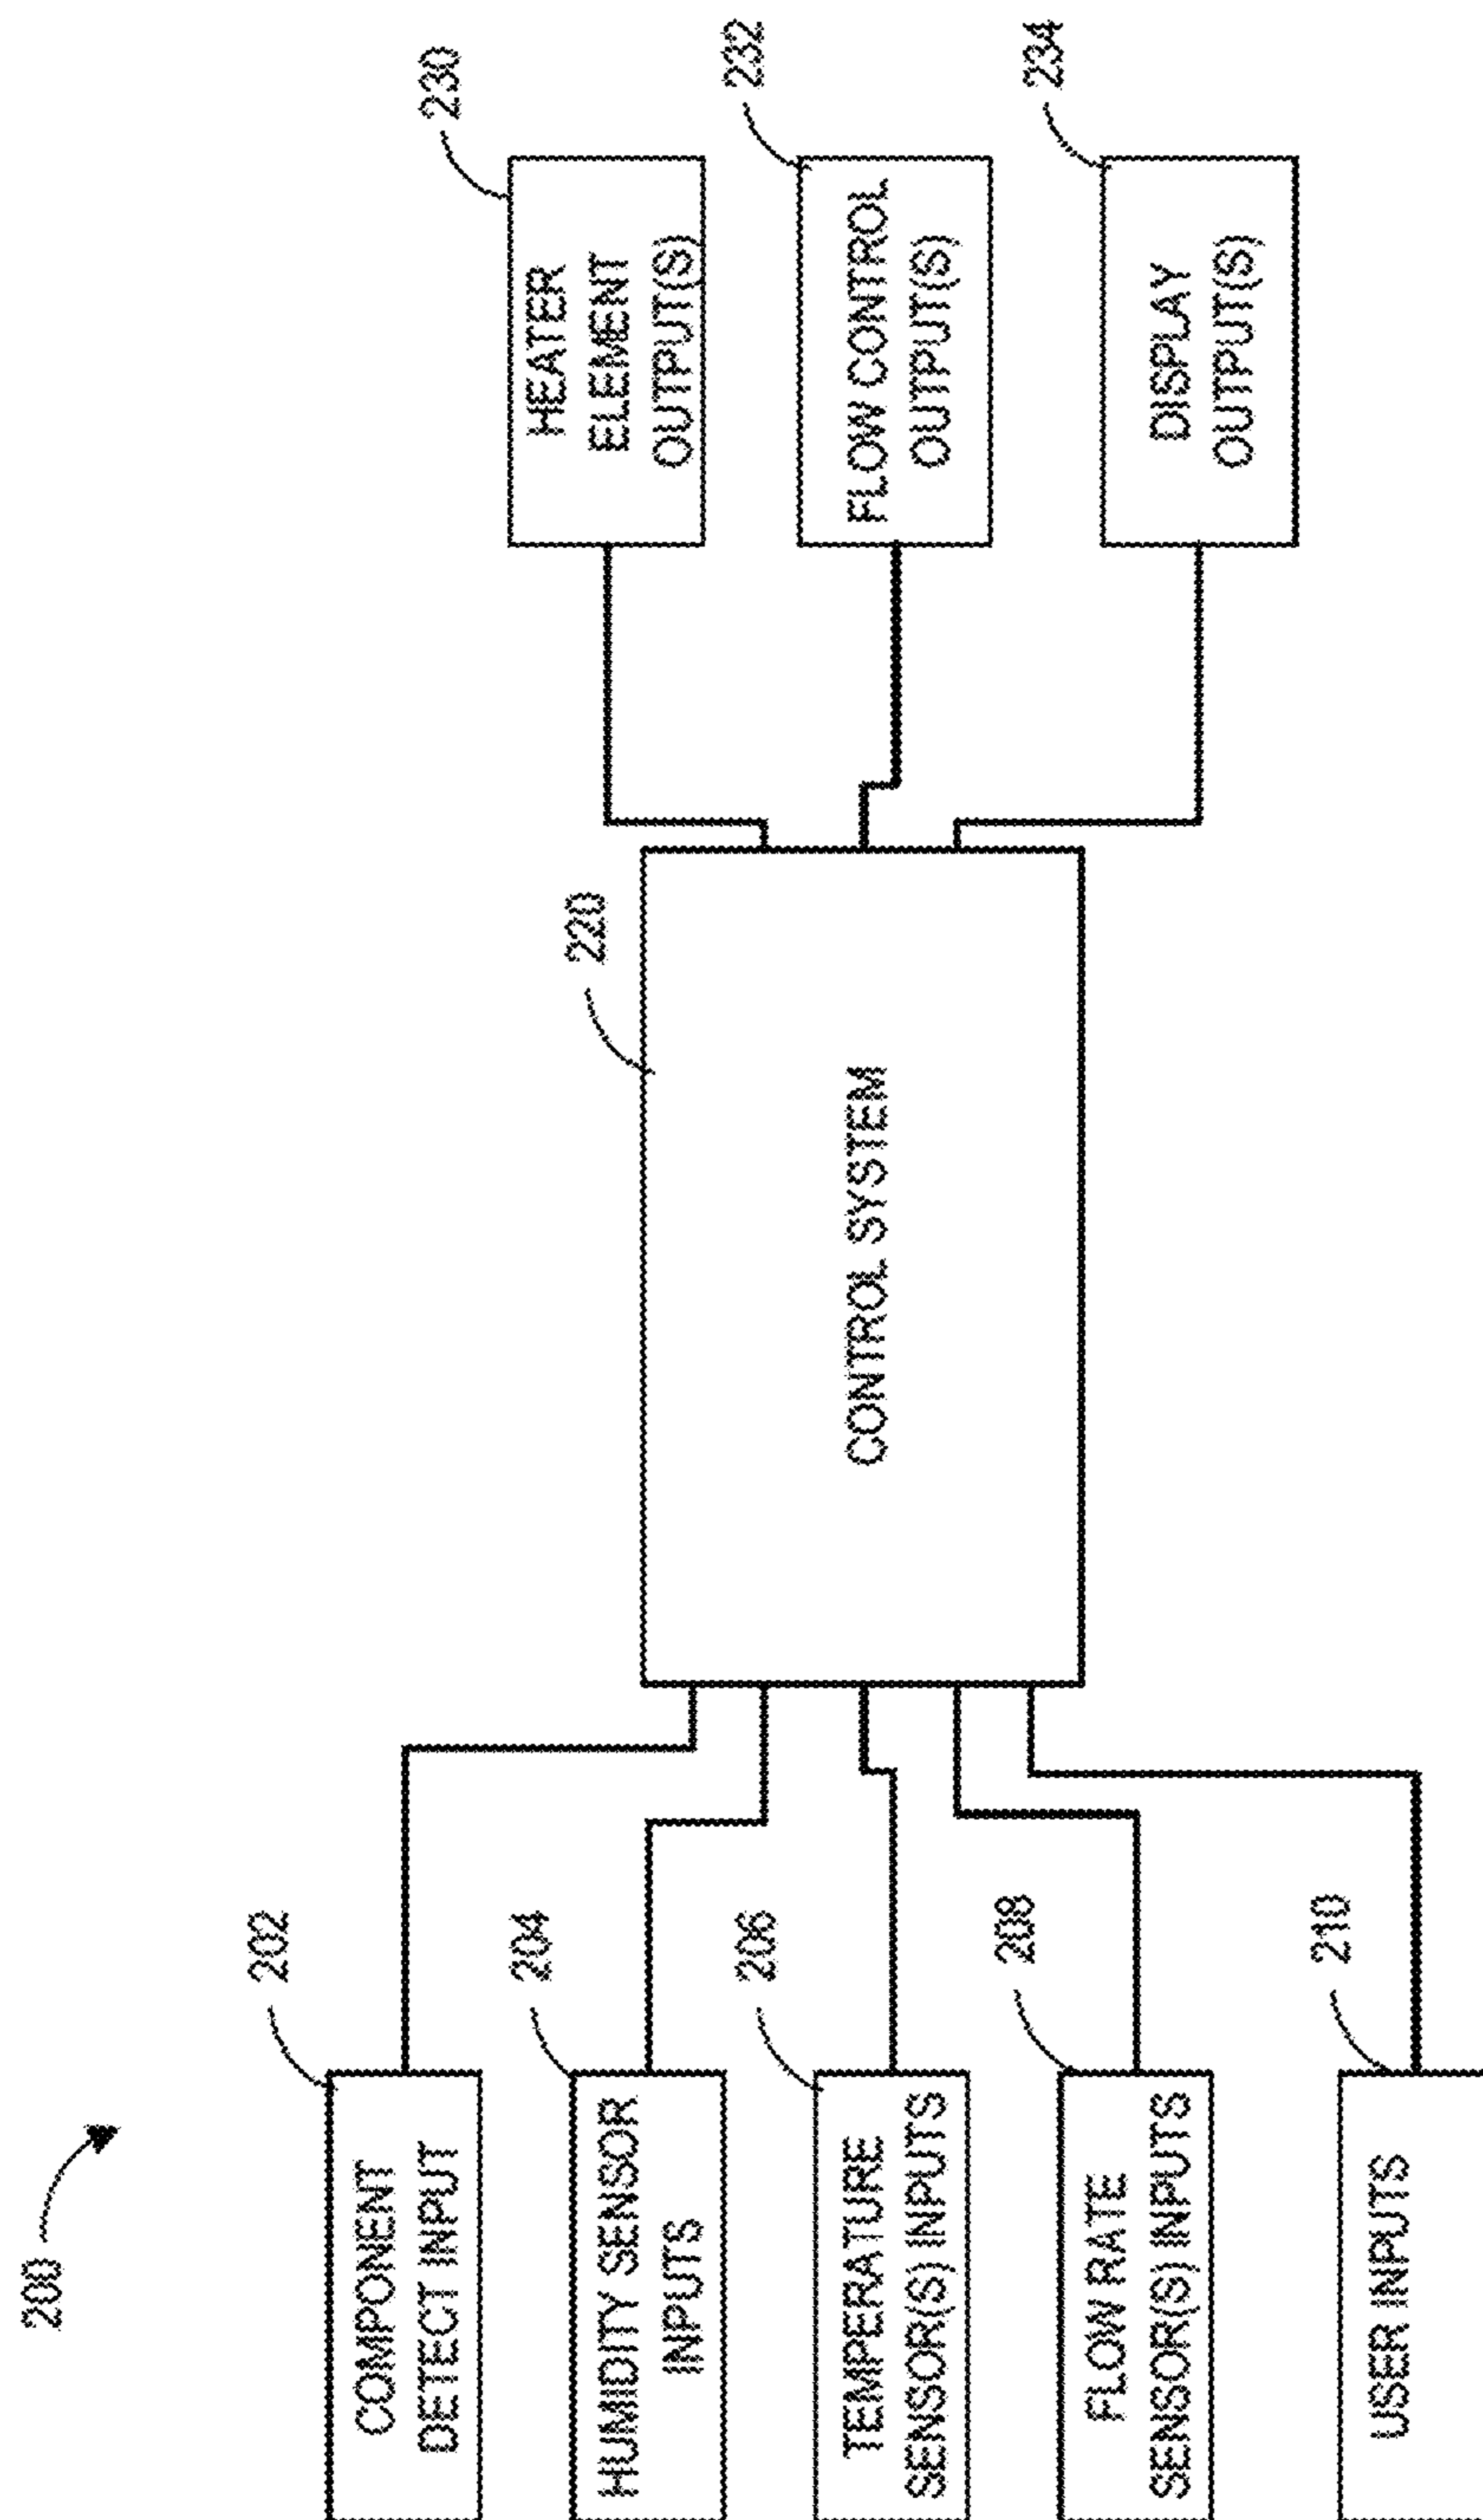 200
202
COMPONENT
DETECT INPUT
204
HUMIDITY SENSOR
INPUTS
206
TEMPERATURE
SENSOR(S) INPUTS
208
FLOW RATE
SENSOR(S) INPUTS
210
USER INPUTS
220
CONTROL SYSTEM
230
HEATER
ELEMENT
OUTPUT(S)
232
FLOW CONTROL
OUTPUT(S)
234
DISPLAY
OUTPUT(S)